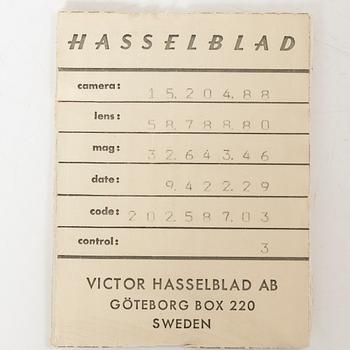 HASSELBLAD
camera: 15.204.88
lens: 58.788.80
mag: 32.643.46
date: 9.422.29
code: 202.587.03
control: 3
VICTOR HASSELBLAD AB
GÖTEBORG BOX 220
SWEDEN